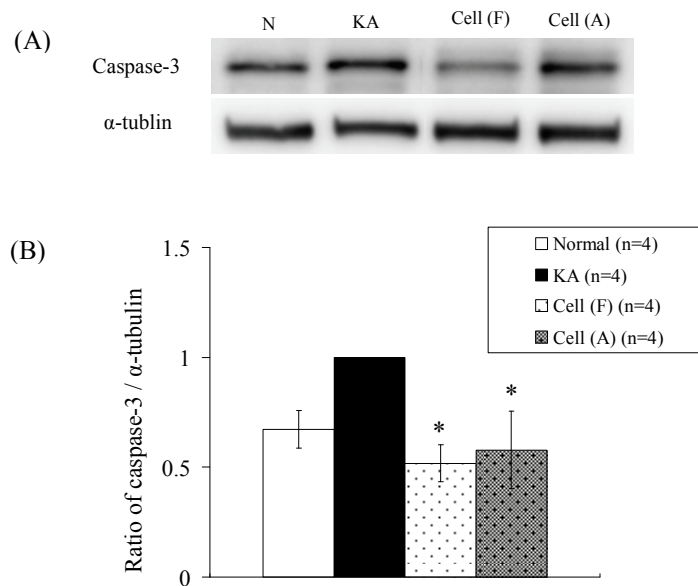 (A)
N KA Cell (F) Cell (A)
Caspase-3
α-tublin
(B)
Ratio of caspase-3 / α-tubulin
1.5
1
0.5
0
Normal (n=4)
KA (n=4)
Cell (F) (n=4)
Cell (A) (n=4)
*
*